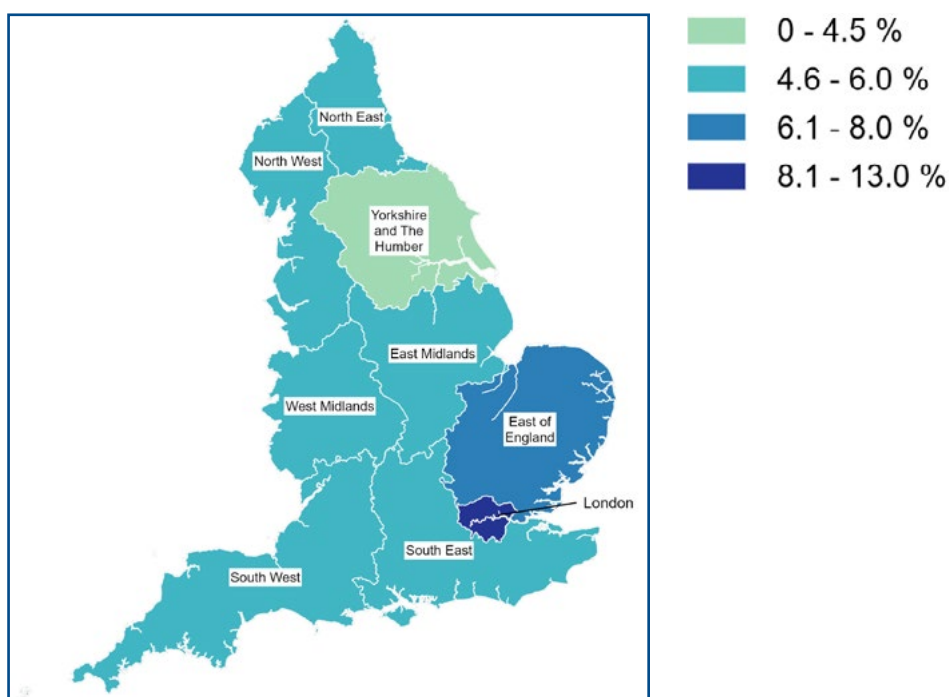 0 - 4.5 %
4.6 - 6.0 %
6.1 - 8.0 %
8.1 - 13.0 %
North East
North West
Yorkshire
and The
Humber
East Midlands
West Midlands
East of
England
London
South East
South West